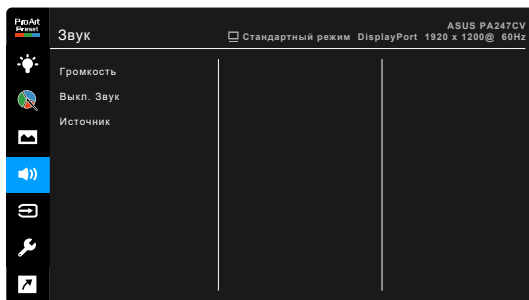 ProArt
Preset
Звук
ASUS PA247CV
Стандартный режим DisplayPort 1920 x 1200@ 60Hz
Громкость
Выкл. Звук
Источник